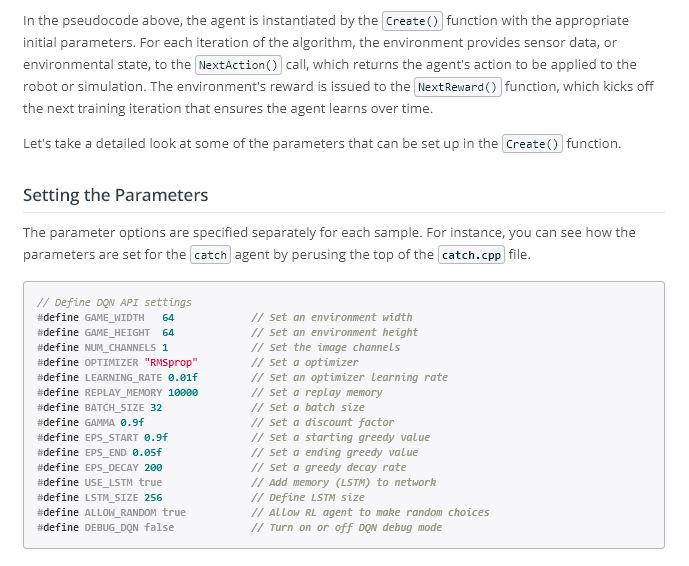 In the pseudocode above, the agent is instantiated by the Create() function with the appropriate
initial parameters. For each iteration of the algorithm, the environment provides sensor data, or
environmental state, to the NextAction() call, which returns the agent's action to be applied to the
robot or simulation. The environment's reward is issued to the NextReward() function, which kicks off
the next training iteration that ensures the agent learns over time.
Let's take a detailed look at some of the parameters that can be set up in the Create() function.
Setting the Parameters
The parameter options are specified separately for each sample. For instance, you can see how the
parameters are set for the catch agent by perusing the top of the catch.cpp file.
// Define DQN API settings
#define GAME_WIDTH   64             // Set an environment width
#define GAME_HEIGHT  64             // Set an environment height
#define NUM_CHANNELS 1              // Set the image channels
#define OPTIMIZER "RMSprop"         // Set a optimizer
#define LEARNING_RATE 0.01f         // Set an optimizer learning rate
#define REPLAY_MEMORY 10000         // Set a replay memory
#define BATCH_SIZE 32               // Set a batch size
#define GAMMA 0.9f                  // Set a discount factor
#define EPS_START 0.9f              // Set a starting greedy value
#define EPS_END 0.05f               // Set a ending greedy value
#define EPS_DECAY 200               // Set a greedy decay rate
#define USE_LSTM true               // Add memory (LSTM) to network
#define LSTM_SIZE 256               // Define LSTM size
#define ALLOW_RANDOM true           // Allow RL agent to make random choices
#define DEBUG_DQN false             // Turn on or off DQN debug mode